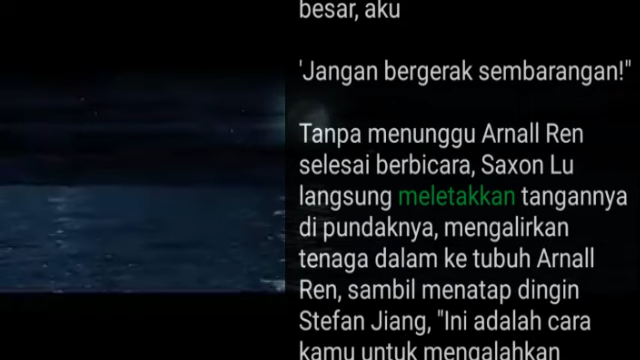 besar, aku
'Jangan bergerak sembarangan!"
Tanpa menunggu Arnall Ren
selesai berbicara, Saxon Lu
langsung meletakkan tangannya
di pundaknya, mengalirkan
tenaga dalam ke tubuh Arnall
Ren, sambil menatap dingin
Stefan Jiang, "Ini adalah cara
kamu untuk mengalahkan